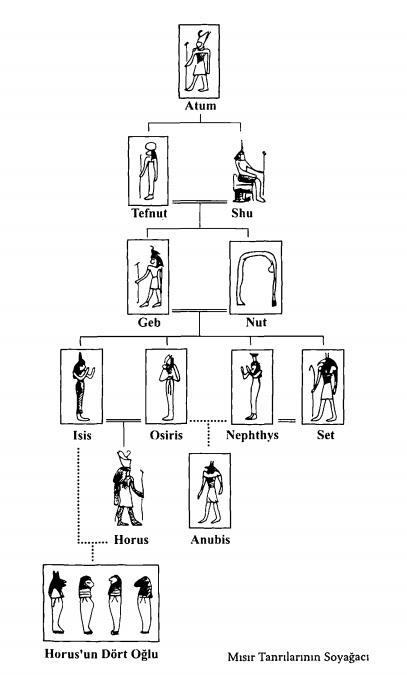 Atum
Tefnut
Shu
Geb
Nut
Isis
Osiris
Nephthys
Set
Horus
Anubis
Horus'un Dört Oğlu
Mısır Tanrılarının Soyağacı